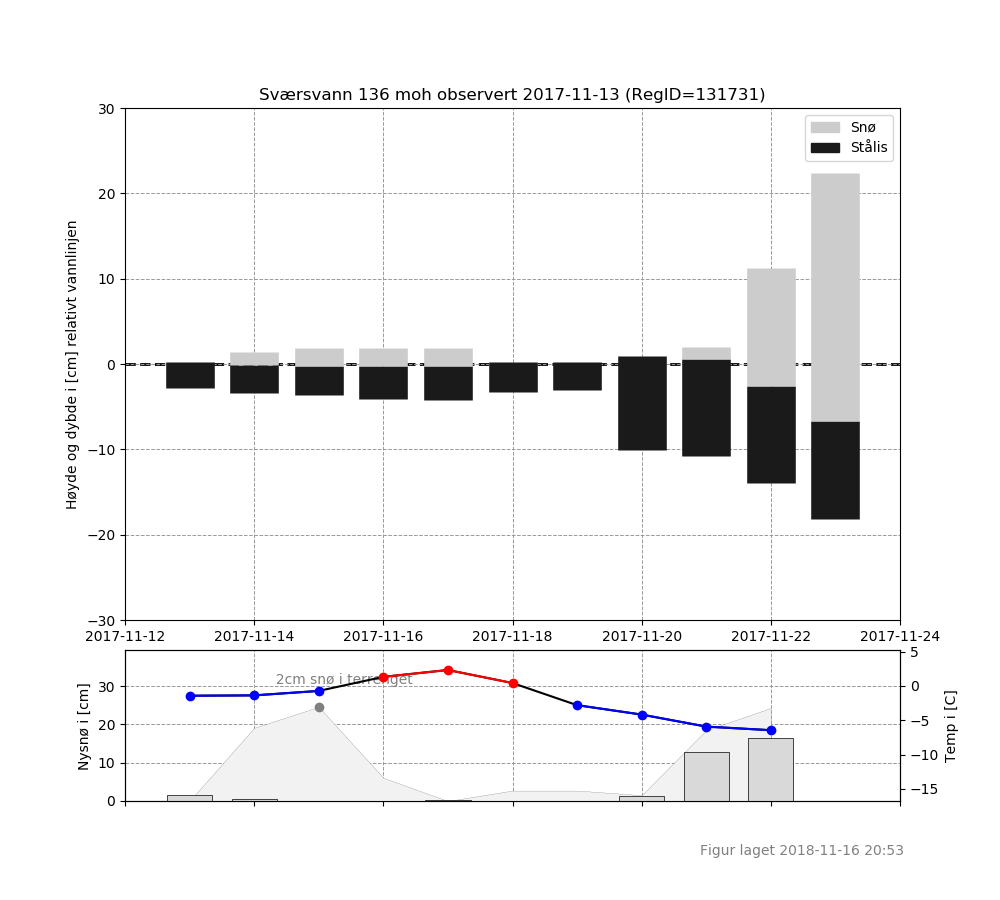 Sværsvann 136 moh observert 2017-11-13 (RegID=131731)
Snø
Stålis
Høyde og dybde i [cm] relativt vannlinjen
30
20
10
0
−10
−20
−30
2017-11-12 2017-11-14 2017-11-16 2017-11-18 2017-11-20 2017-11-22 2017-11-24
2cm snø i terrenget
Nysnø i [cm]
30
20
10
0
Temp i [C]
5
0
−5
−10
−15
Figur laget 2018-11-16 20:53